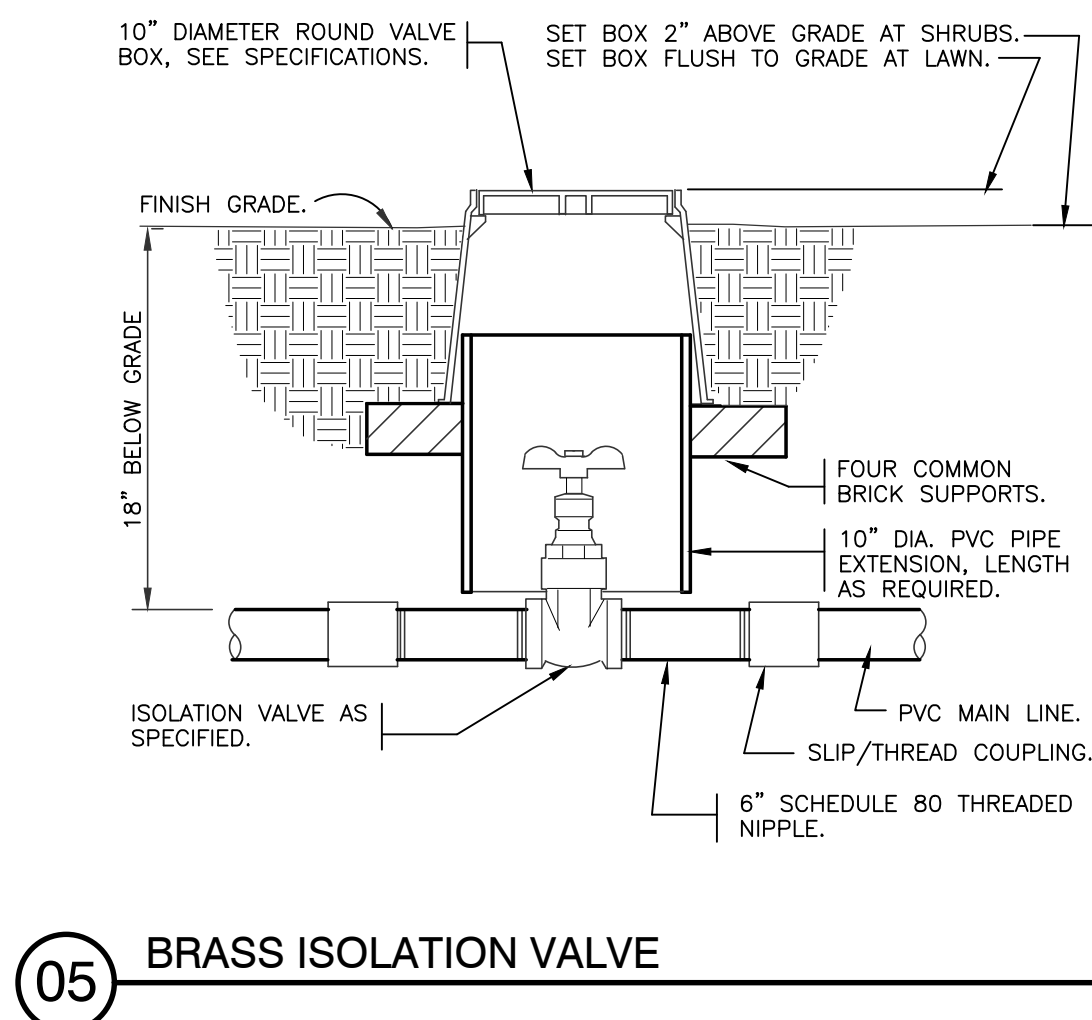 10” DIAMETER ROUND VALVE
BOX, SEE SPECIFICATIONS.
SET BOX 2” ABOVE GRADE AT SHRUBS.
SET BOX FLUSH TO GRADE AT LAWN.
FINISH GRADE.
18” BELOW GRADE
FOUR COMMON
BRICK SUPPORTS.
10” DIA. PVC PIPE
EXTENSION, LENGTH
AS REQUIRED.
ISOLATION VALVE AS
SPECIFIED.
PVC MAIN LINE.
SLIP/THREAD COUPLING.
6” SCHEDULE 80 THREADED
NIPPLE.
05
BRASS ISOLATION VALVE